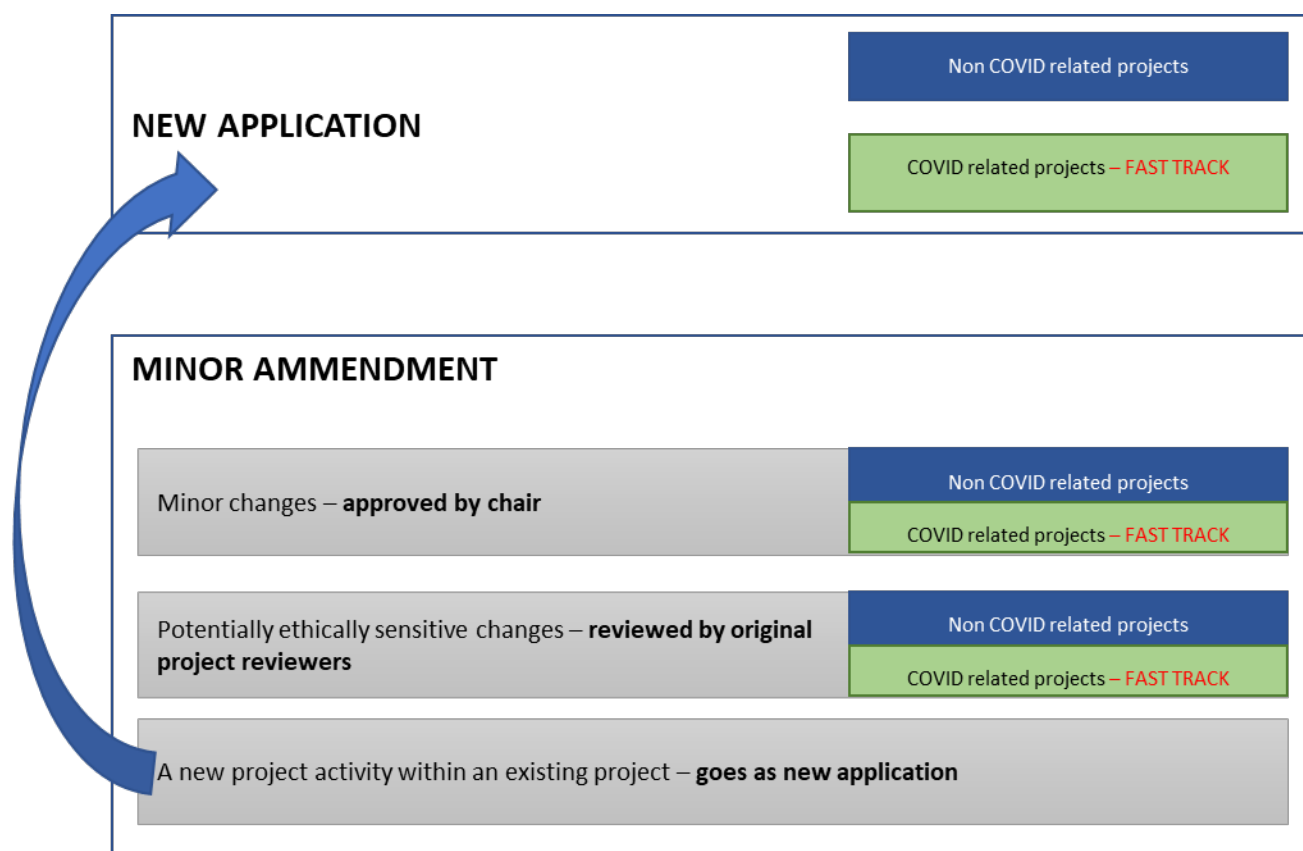 Non COVID related projects
NEW APPLICATION
COVID related projects – FAST TRACK
MINOR AMMENDMENT
Minor changes – approved by chair
Non COVID related projects
COVID related projects – FAST TRACK
Potentially ethically sensitive changes – reviewed by original
project reviewers
Non COVID related projects
COVID related projects – FAST TRACK
A new project activity within an existing project – goes as new application